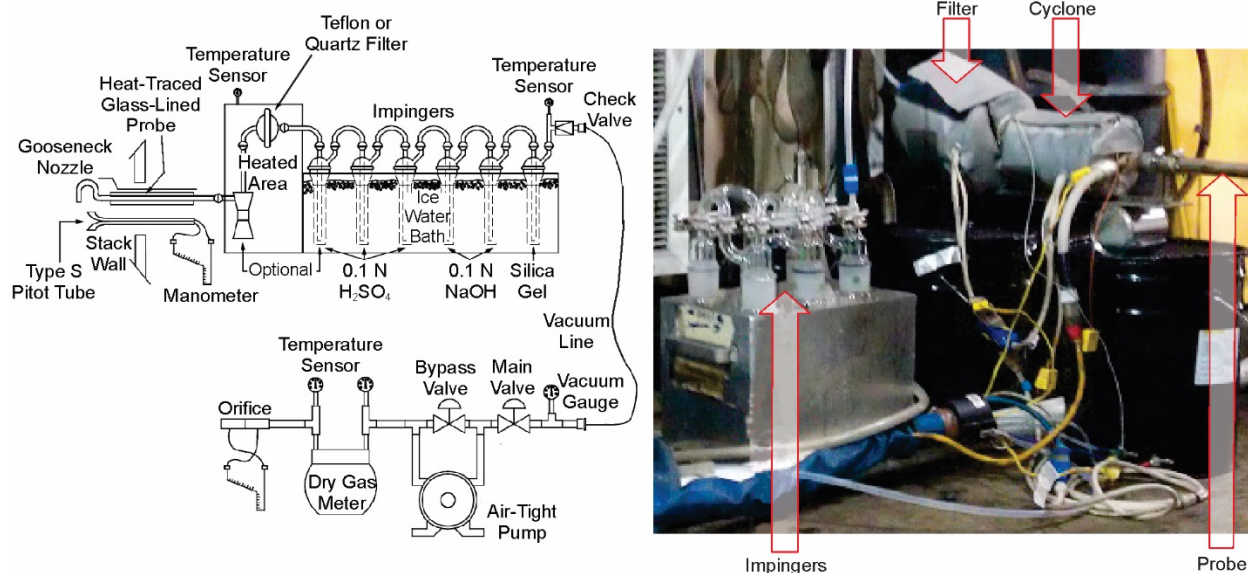 Teflon or
Quartz Filter
Temperature
Sensor
Heat-Traced
Glass-Lined
Probe
Gooseneck
Nozzle
Impingers
Temperature
Sensor
Check
Valve
Heated
Area
Ice
Water
Bath
Type S
Pitot Tube
Stack
Wall
Manometer
Optional
0.1 N
H₂SO₄
0.1 N
NaOH
Silica
Gel
Vacuum
Line
Temperature
Sensor
Bypass
Valve
Main
Valve
Vacuum
Gauge
Orifice
Dry Gas
Meter
Air-Tight
Pump
Filter
Cyclone
Impingers
Probe